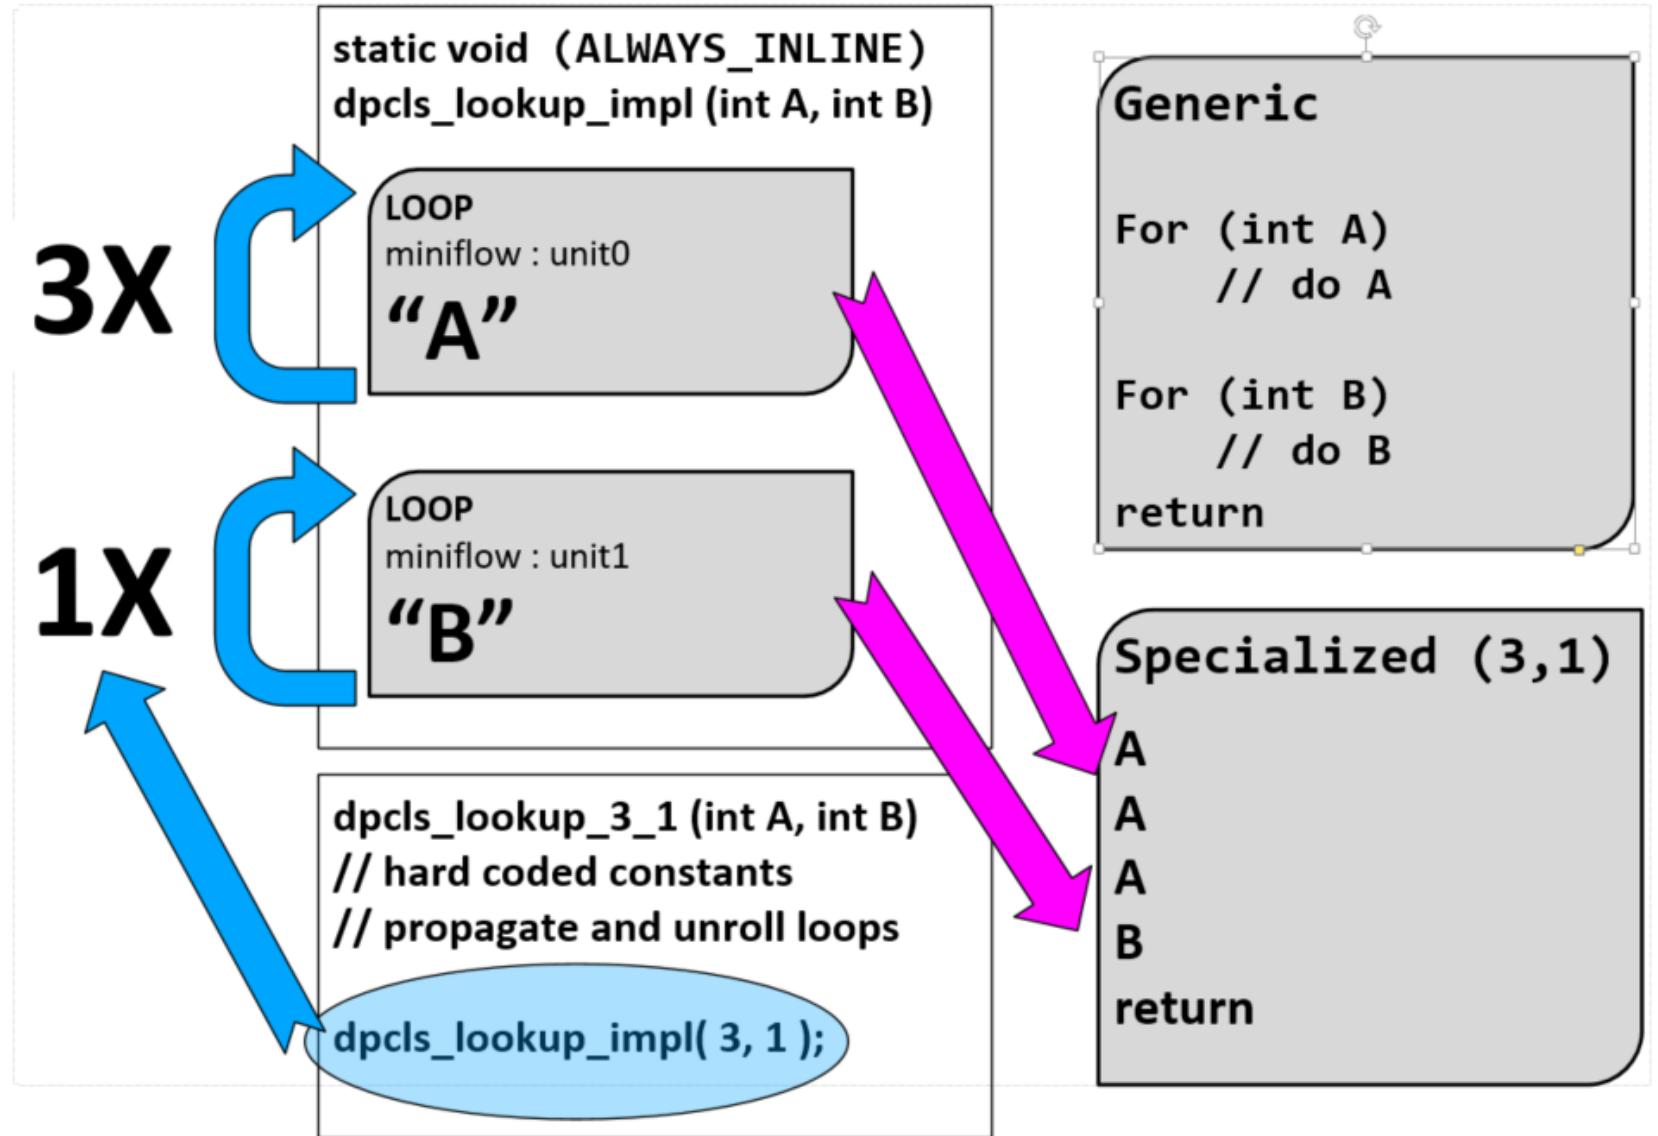 static void (ALWAYS_INLINE)
dpcls_lookup_impl (int A, int B)
3X
LOOP
miniflow : unit0
“A”
1X
LOOP
miniflow : unit1
“B”
dpcls_lookup_3_1 (int A, int B)
// hard coded constants
// propagate and unroll loops
dpcls_lookup_impl( 3, 1 );
Generic
For (int A)
// do A
For (int B)
// do B
return
Specialized (3,1)
A
A
A
B
return